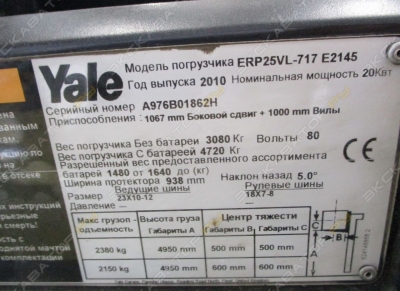 Yale
Модель погрузчика ERP25VL-717 E2145
Год выпуска 2010 Номинальная мощность 20Квт
Серийный номер A976B01862H
Приспособления : 1067 mm Боковой сдвиг + 1000 mm Вилы
Вес погрузчика Без батареи 3080 Кг Вольты 80
Вес погрузчика С батареей 4720 Кг
Разрешенный вес предоставленного ассортимента
батарей 1480 от 1640 до (кг)
Ширина протектора 938 mm Наклон назад 5.0°
Ведущие шины Рулевые шины
Размер 23X10-12 18X7-8
Давление — —
Макс грузоп-одъемность Высота груза Габариты А Центр тяжести Габариты В Габариты С
2380 kg 4950 mm 500 mm 500 mm
2150 kg 4950 mm 600 mm 600 mm
A
C
B
CE